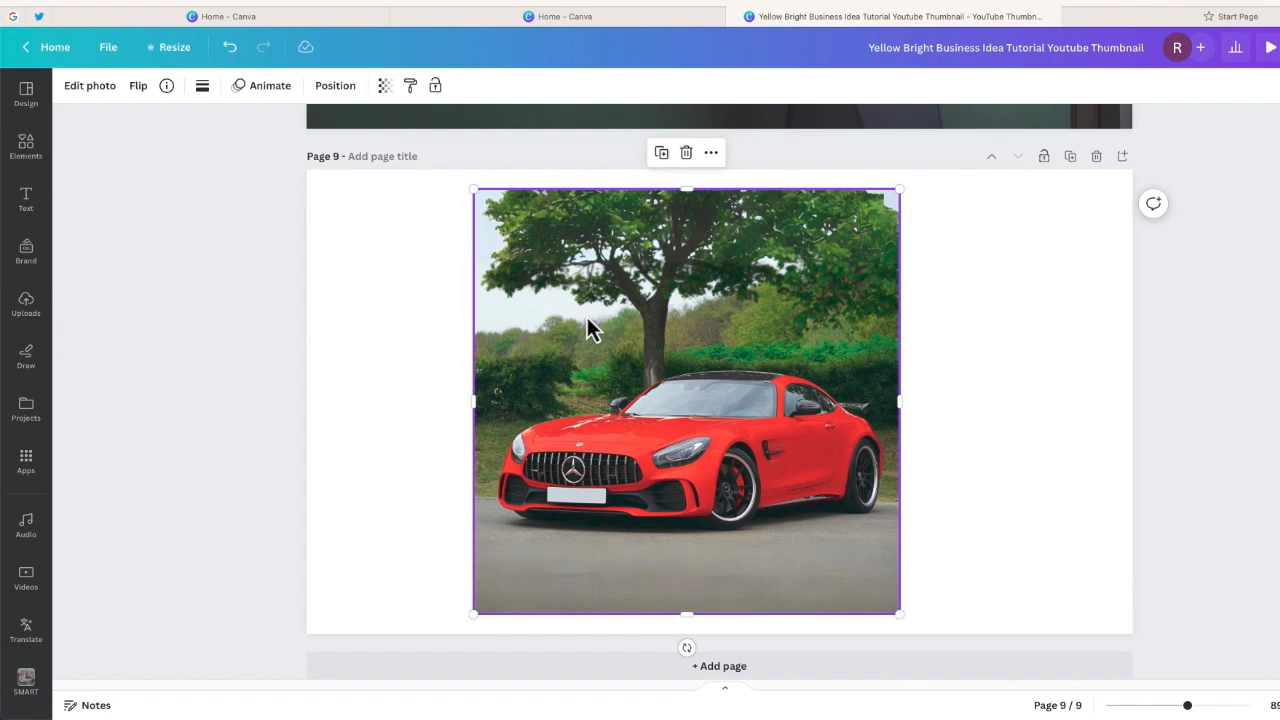 Home - Canva
Home - Canva
Yellow Bright Business Idea Tutorial Youtube Thumbnail - YouTube Thumbn...
Start Page
Home
File
Resize
Yellow Bright Business Idea Tutorial Youtube Thumbnail
R
Edit photo
Flip
Animate
Position
Design
Elements
Text
Brand
Uploads
Draw
Projects
Apps
Audio
Videos
Translate
SMART
Page 9 - Add page title
+ Add page
Notes
Page 9 / 9
89